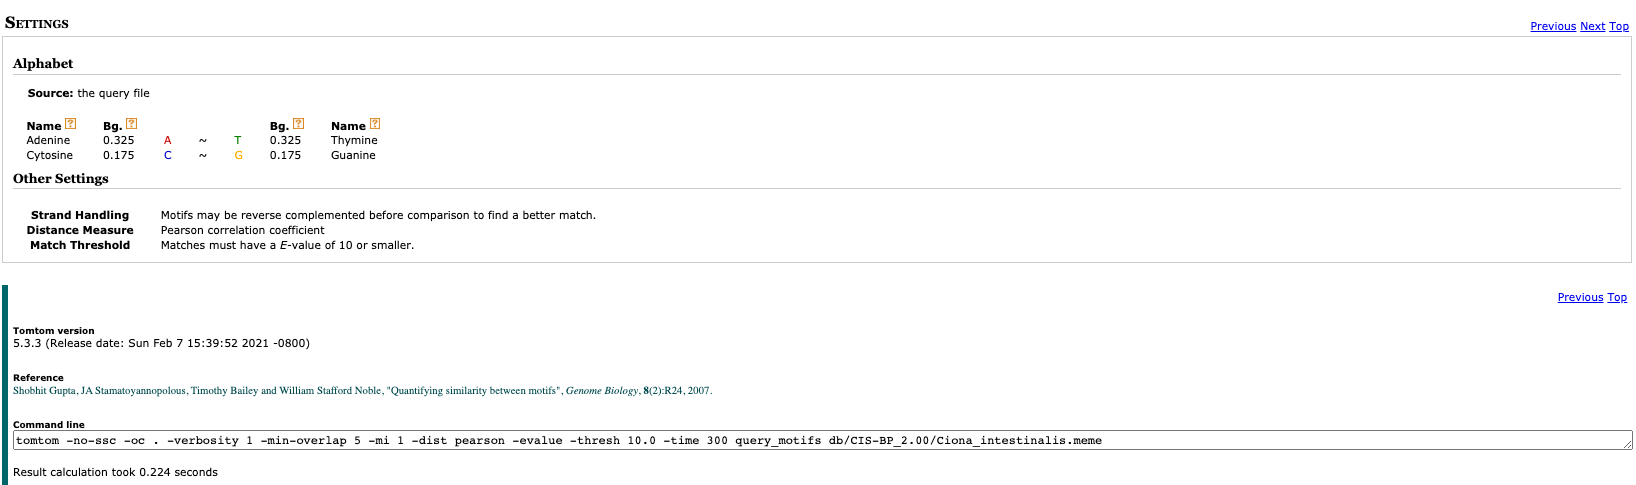 SETTINGS
Previous Next Top
Alphabet
Source: the query file
Name ? Bg. ? Bg. ? Name ?
Adenine 0.325 A ~ T 0.325 Thymine
Cytosine 0.175 C ~ G 0.175 Guanine
Other Settings
Strand Handling Motifs may be reverse complemented before comparison to find a better match.
Distance Measure Pearson correlation coefficient
Match Threshold Matches must have a E-value of 10 or smaller.
Previous Top
Tomtom version
5.3.3 (Release date: Sun Feb 7 15:39:52 2021 -0800)
Reference
Shobhit Gupta, JA Stamatoyannopolous, Timothy Bailey and William Stafford Noble, "Quantifying similarity between motifs", Genome Biology, 8(2):R24, 2007.
Command line
tomtom -no-ssc -oc . -verbosity 1 -min-overlap 5 -mi 1 -dist pearson -evalue -thresh 10.0 -time 300 query_motifs db/CIS-BP_2.00/Ciona_intestinalis.meme
Result calculation took 0.224 seconds